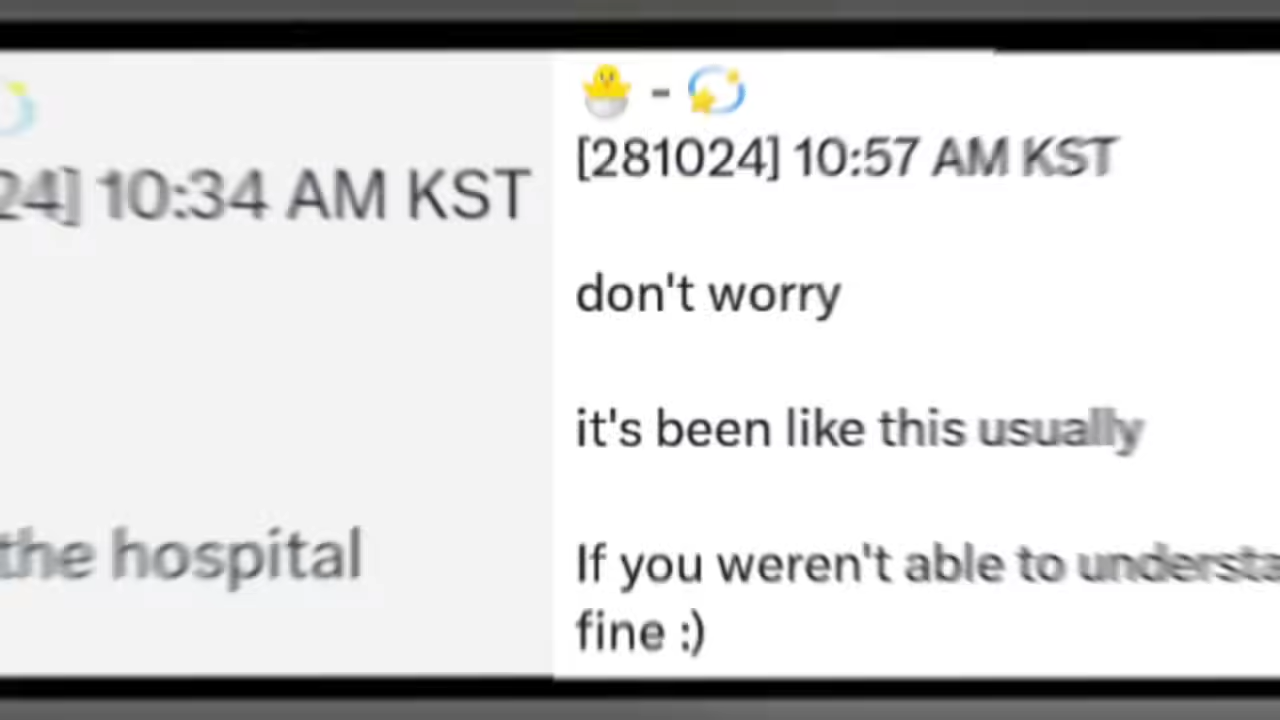 24] 10:34 AM KST
the hospital
🐣 - 💫
[281024] 10:57 AM KST
don't worry
it's been like this usually
If you weren't able to
fine :)